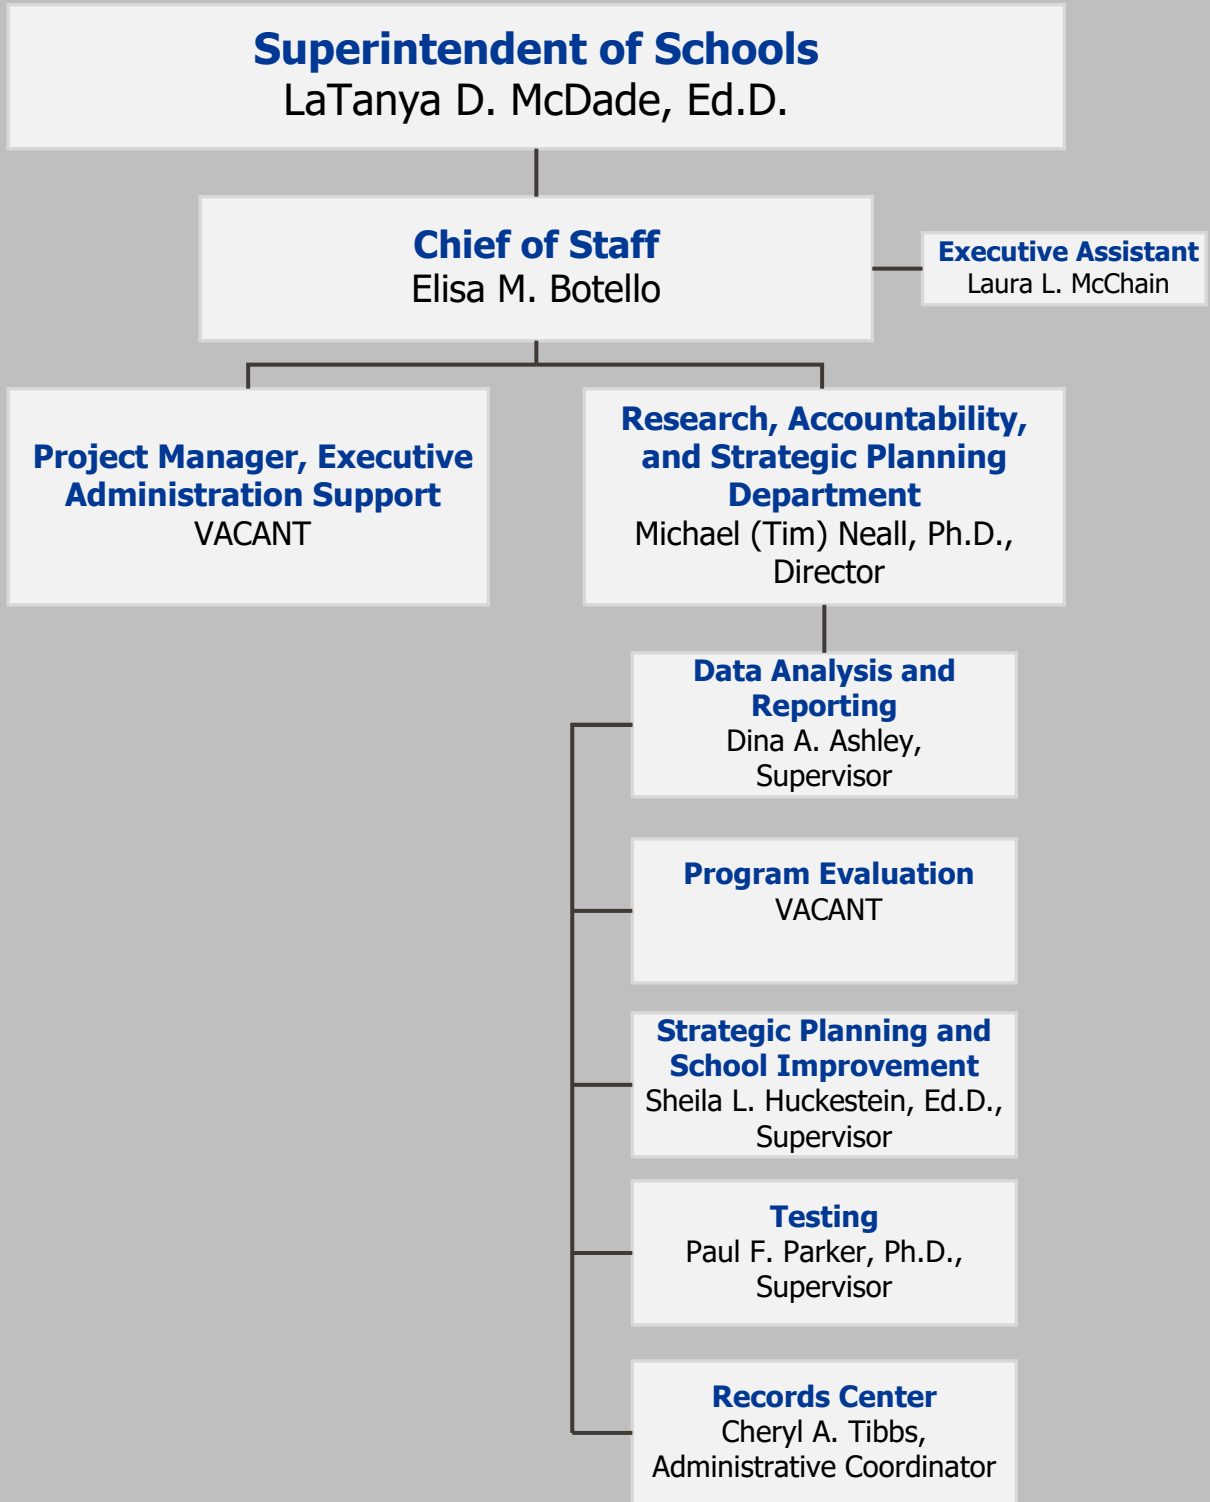 Superintendent of Schools
LaTanya D. McDade, Ed.D.
Chief of Staff
Elisa M. Botello
Executive Assistant
Laura L. McChain
Project Manager, Executive
Administration Support
VACANT
Research, Accountability,
and Strategic Planning
Department
Michael (Tim) Neall, Ph.D.,
Director
Data Analysis and
Reporting
Dina A. Ashley,
Supervisor
Program Evaluation
VACANT
Strategic Planning and
School Improvement
Sheila L. Huckestein, Ed.D.,
Supervisor
Testing
Paul F. Parker, Ph.D.,
Supervisor
Records Center
Cheryl A. Tibbs,
Administrative Coordinator